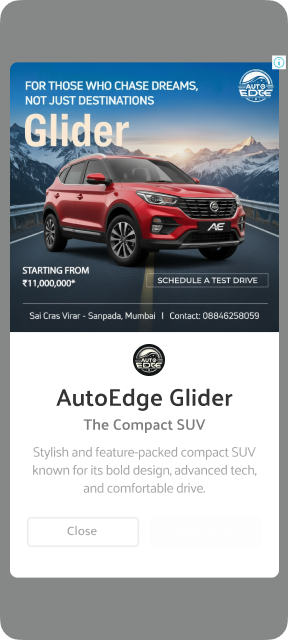 AUTO
EDGE
FOR THOSE WHO CHASE DREAMS,
NOT JUST DESTINATIONS
Glider
AE
STARTING FROM
₹11,000,000*
SCHEDULE A TEST DRIVE
Sai Cras Virar - Sanpada, Mumbai | Contact: 08846258059
AUTO
EDGE
AutoEdge Glider
The Compact SUV
Stylish and feature-packed compact SUV
known for its bold design, advanced tech,
and comfortable drive.
Close